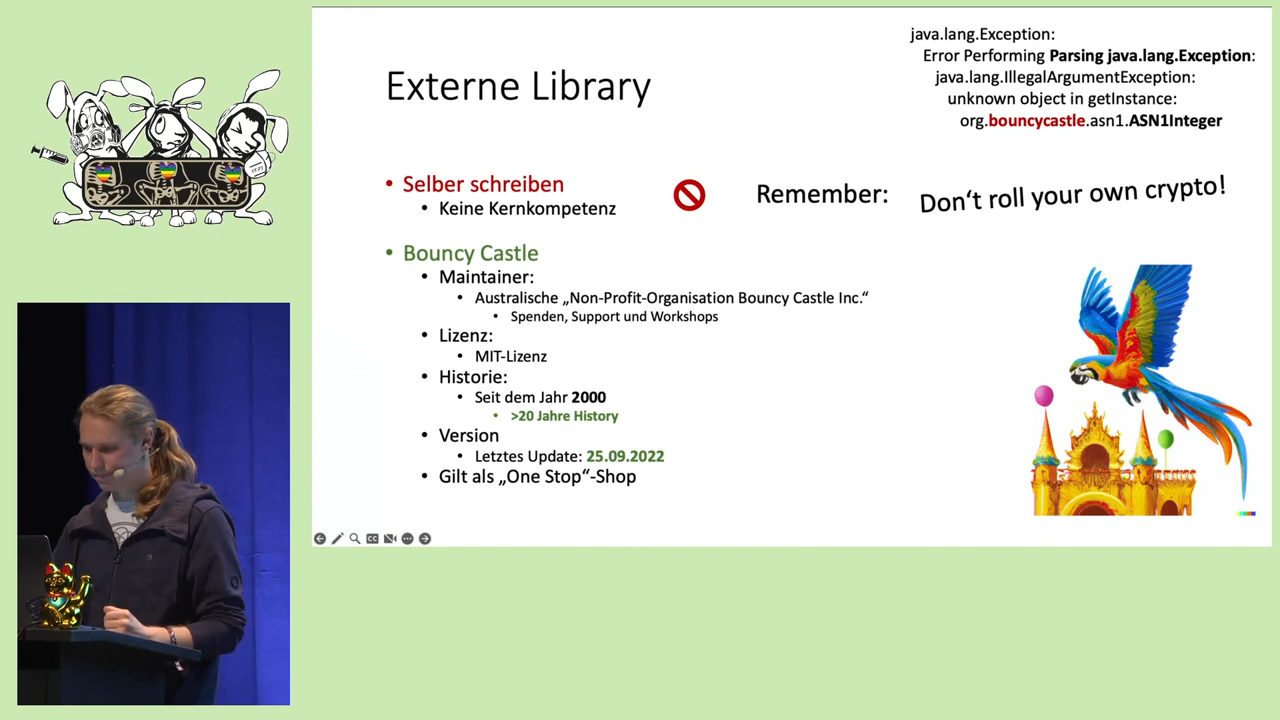 Externe Library
java.lang.Exception:
Error Performing Parsing java.lang.Exception:
java.lang.IllegalArgumentException:
unknown object in getInstance:
org.bouncycastle.asn1.ASN1Integer
• Selber schreiben
• Keine Kernkompetenz
Remember:
Don‘t roll your own crypto!
• Bouncy Castle
• Maintainer:
• Australische „Non-Profit-Organisation Bouncy Castle Inc.“
• Spenden, Support und Workshops
• Lizenz:
• MIT-Lizenz
• Historie:
• Seit dem Jahr 2000
• >20 Jahre History
• Version
• Letztes Update: 25.09.2022
• Gilt als „One Stop“-Shop